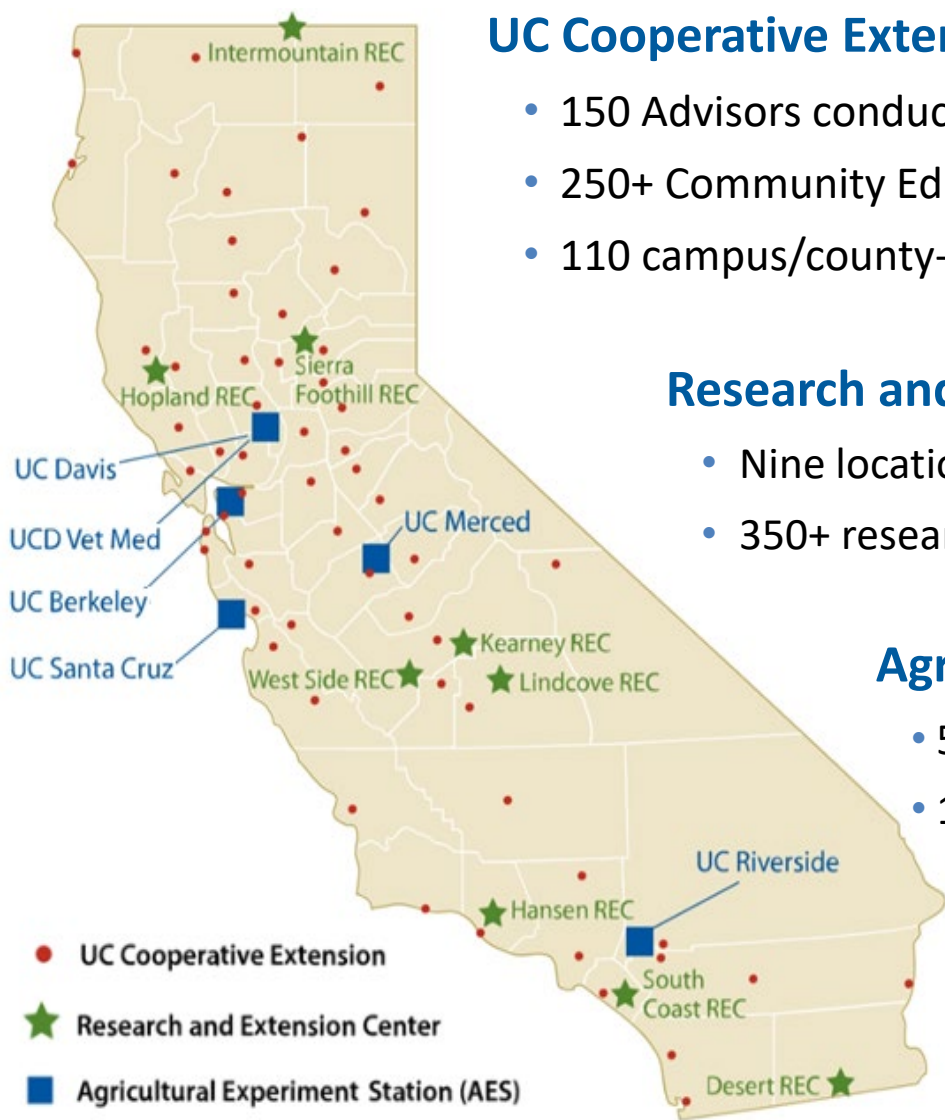 UC Cooperative Exten
• 150 Advisors conduc
• 250+ Community Ed
• 110 campus/county-
Research and
• Nine locatio
• 350+ resear
Agr
• 5
• 1
Intermountain REC
Sierra
Foothill REC
Hopland REC
UC Davis
UCD Vet Med
UC Berkeley
UC Santa Cruz
UC Merced
Kearney REC
West Side REC
Lindcove REC
UC Riverside
Hansen REC
South
Coast REC
Desert REC
UC Cooperative Extension
Research and Extension Center
Agricultural Experiment Station (AES)